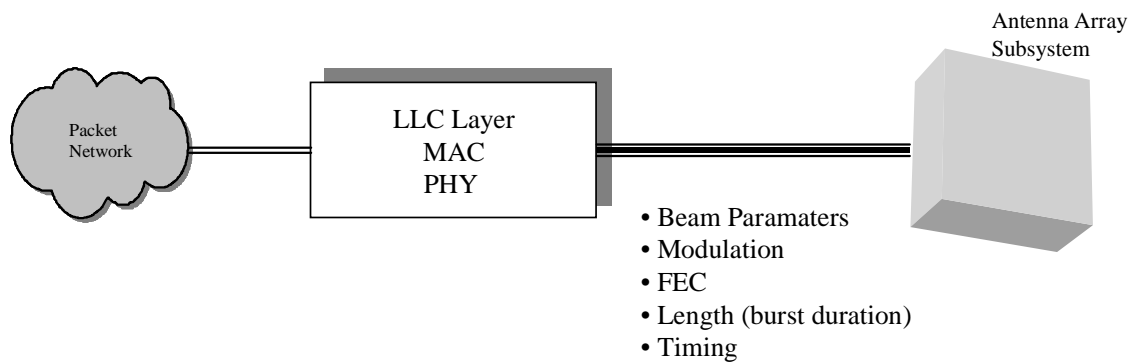 Antenna Array
Subsystem
Packet
Network
LLC Layer
MAC
PHY
• Beam Paramaters
• Modulation
• FEC
• Length (burst duration)
• Timing